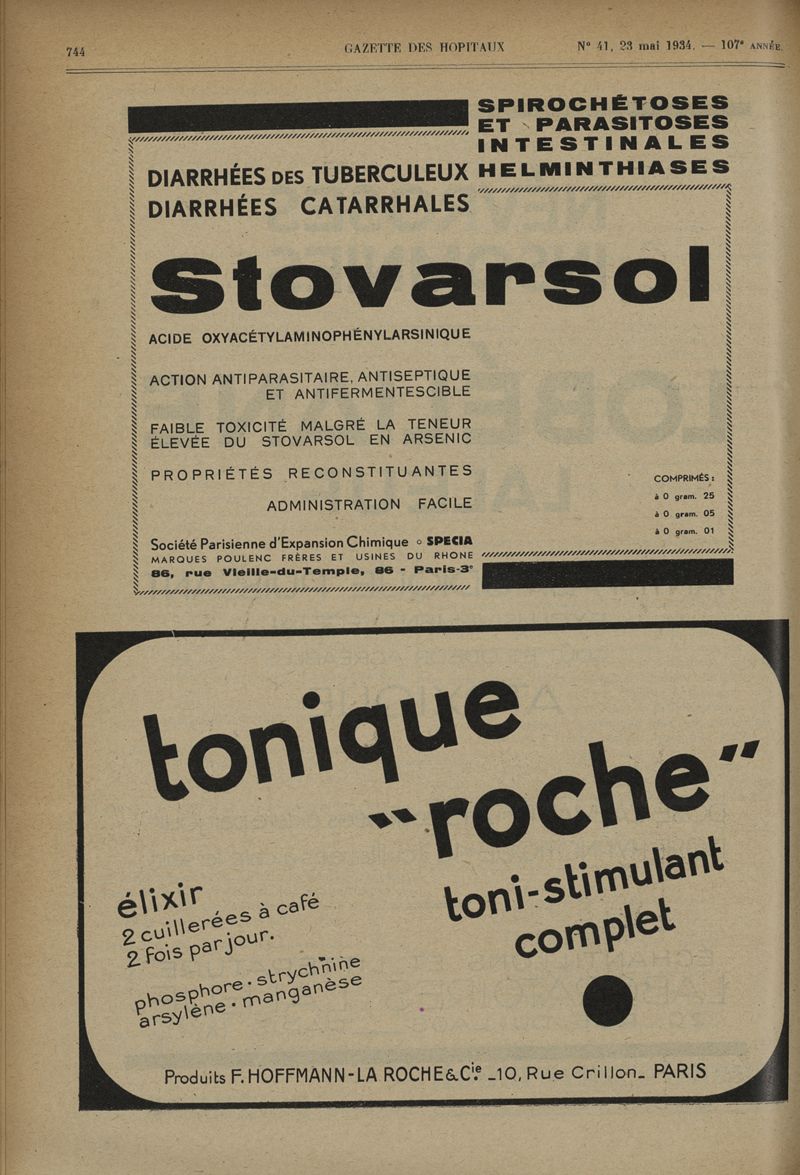 744
GAZETTE DES HOPITAUX
N° 41, 23 mai 1934. — 107e ANNÉE.
SPIROCHÉTOSES
ET PARASITOSES
INTESTINALES
HELMINTHIASES
DIARRHÉES DES TUBERCULEUX
DIARRHÉES CATARRHALES
Stovarsol
ACIDE OXYACÉTYLAMINOPHÉNYLARSINIQUE
ACTION ANTIPARASITAIRE, ANTISEPTIQUE
ET ANTIFERMENTESCIBLE
FAIBLE TOXICITÉ MALGRÉ LA TENEUR
ÉLEVÉE DU STOVARSOL EN ARSENIC
PROPRIÉTÉS RECONSTITUANTES
ADMINISTRATION FACILE
COMPRIMÉS :
à 0 gram. 25
à 0 gram. 05
à 0 gram. 01
Société Parisienne d'Expansion Chimique o SPECIA
MARQUES POULENC FRÈRES ET USINES DU RHONE
86, rue Vieille-du-Temple, 86 - Paris-3e
tonique
"roche"
toni-stimulant
complet
élixir
2 cuillerées à café
2 fois par jour.
phosphore · strychnine
arsylène · manganèse
Produits F. HOFFMANN-LA ROCHE & Cie _10, Rue Crillon_ PARIS